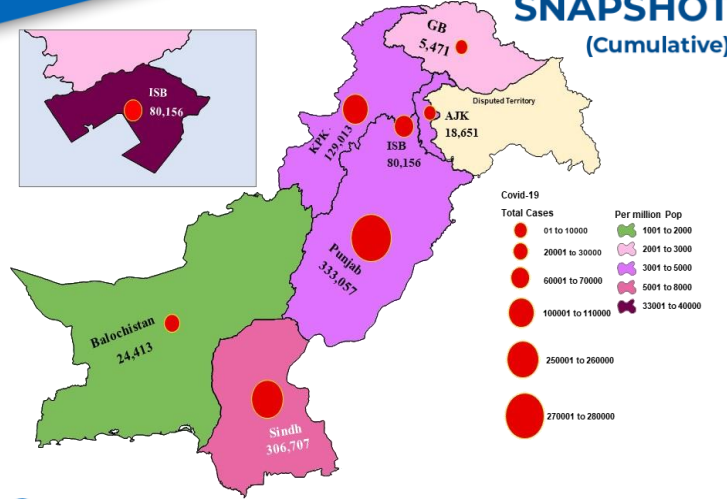 SNAPSHOT
(Cumulative)
GB
5,471
Disputed Territory
AJK
18,651
ISB
80,156
KPK
129,013
ISB
80,156
Punjab
333,057
Balochistan
24,413
Sindh
306,707
Covid-19
Total Cases
01 to 10000
20001 to 30000
60001 to 70000
100001 to 110000
250001 to 260000
270001 to 280000
Per million Pop
1001 to 2000
2001 to 3000
3001 to 5000
5001 to 8000
33001 to 40000